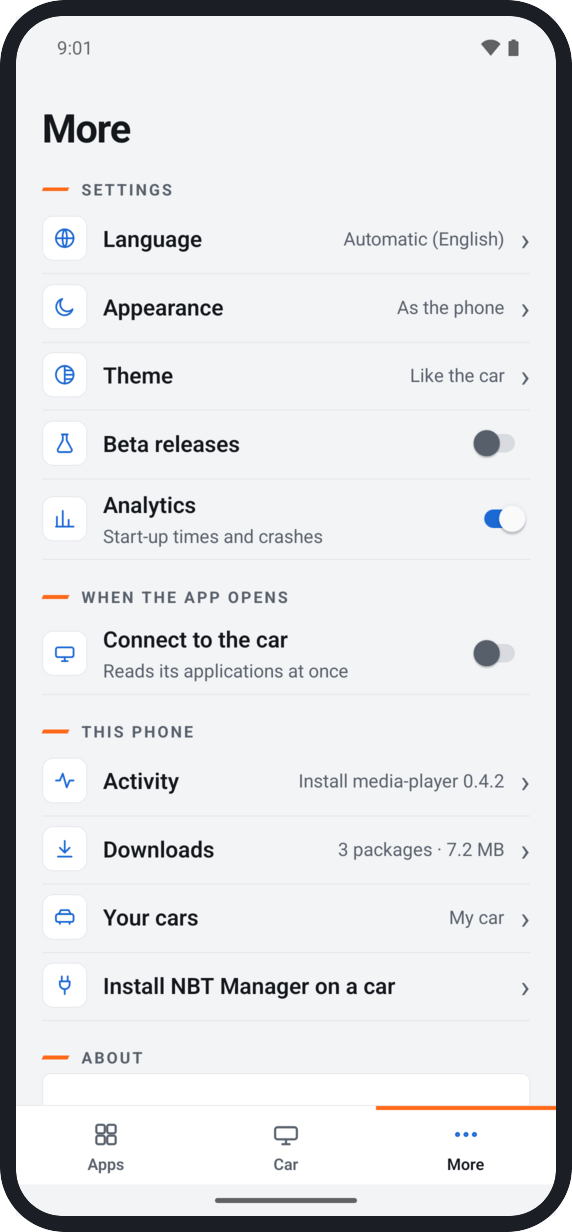 9:01
More
SETTINGS
Language
Automatic (English)
Appearance
As the phone
Theme
Like the car
Beta releases
Analytics
Start-up times and crashes
WHEN THE APP OPENS
Connect to the car
Reads its applications at once
THIS PHONE
Activity
Install media-player 0.4.2
Downloads
3 packages · 7.2 MB
Your cars
My car
Install NBT Manager on a car
ABOUT
Apps
Car
More